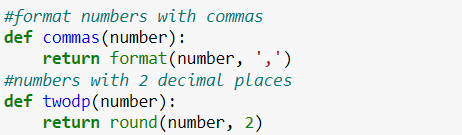 #format numbers with commas
def commas(number):
    return format(number, ',')
#numbers with 2 decimal places
def twodp(number):
    return round(number, 2)